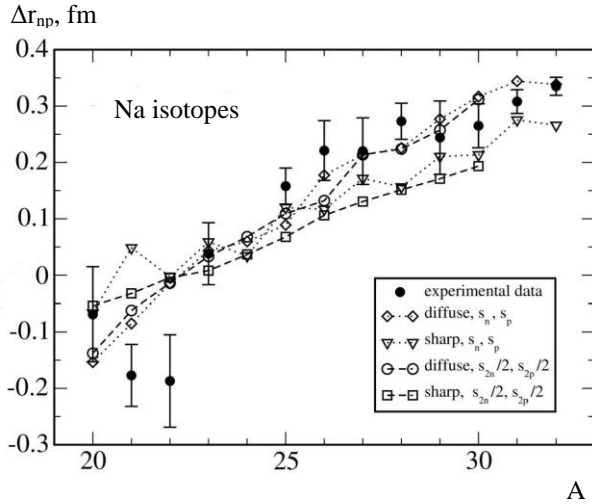 Δr_np, fm
0.4
0.3
0.2
0.1
0
-0.1
-0.2
-0.3
Na isotopes
experimental data
diffuse, s_n, s_p
sharp, s_n, s_p
diffuse, s_2n/2, s_2p/2
sharp, s_2n/2, s_2p/2
20 25 30
A